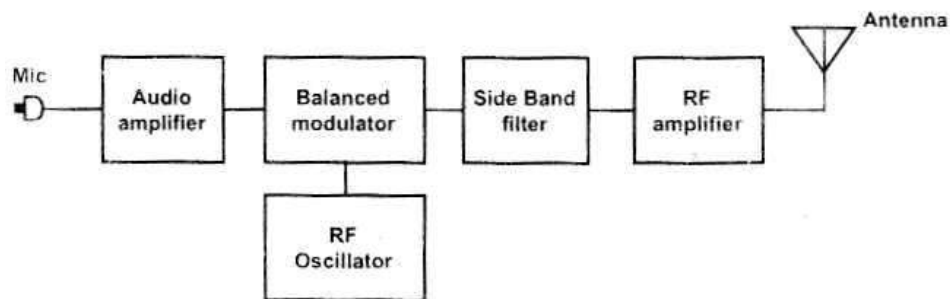 Antenna
Mic
Audio
amplifier
Balanced
modulator
Side Band
filter
RF
amplifier
RF
Oscillator